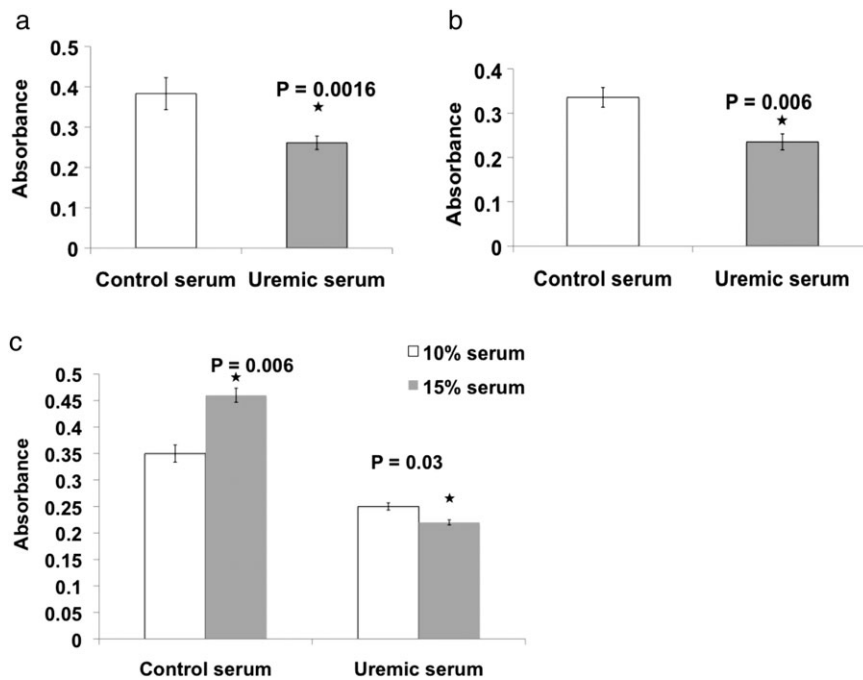 a
0.5
0.4
0.3
0.2
0.1
0
Absorbance
P = 0.0016
★
Control serum Uremic serum
b
0.4
0.3
0.2
0.1
0
Absorbance
P = 0.006
★
Control serum Uremic serum
c
10% serum
15% serum
0.5
0.45
0.4
0.35
0.3
0.25
0.2
0.15
0.1
0.05
0
Absorbance
P = 0.006
★
P = 0.03
★
Control serum Uremic serum